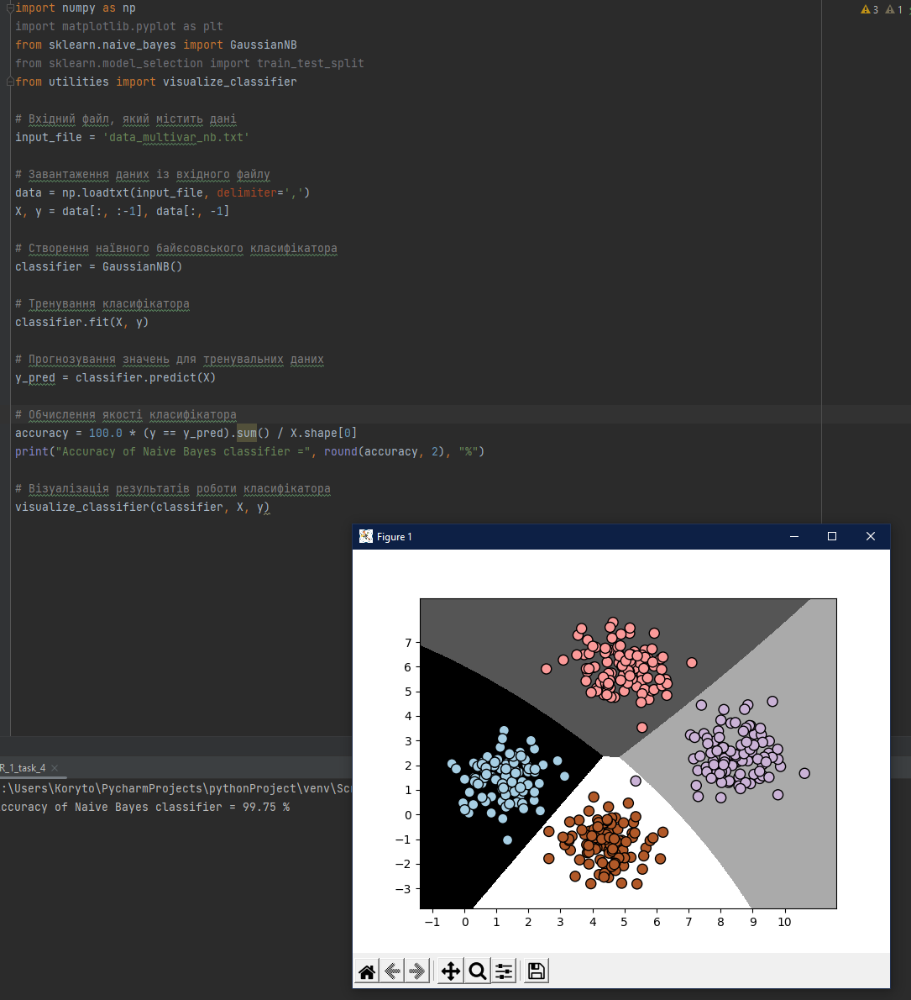 import numpy as np
import matplotlib.pyplot as plt
from sklearn.naive_bayes import GaussianNB
from sklearn.model_selection import train_test_split
from utilities import visualize_classifier
# Вхідний файл, який містить дані
input_file = 'data_multivar_nb.txt'
# Завантаження даних із вхідного файлу
data = np.loadtxt(input_file, delimiter=',')
X, y = data[:, :-1], data[:, -1]
# Створення наївного байєсовського класифікатора
classifier = GaussianNB()
# Тренування класифікатора
classifier.fit(X, y)
# Прогнозування значень для тренувальних даних
y_pred = classifier.predict(X)
# Обчислення якості класифікатора
accuracy = 100.0 * (y == y_pred).sum() / X.shape[0]
print("Accuracy of Naive Bayes classifier =", round(accuracy, 2), "%")
# Візуалізація результатів роботи класифікатора
visualize_classifier(classifier, X, y)
3 1
Figure 1
7
6
5
4
3
2
1
0
−1
−2
−3
−1 0 1 2 3 4 5 6 7 8 9 10
R_1_task_4
:\Users\Koryto\PycharmProjects\pythonProject\venv\Scr
ccuracy of Naive Bayes classifier = 99.75 %